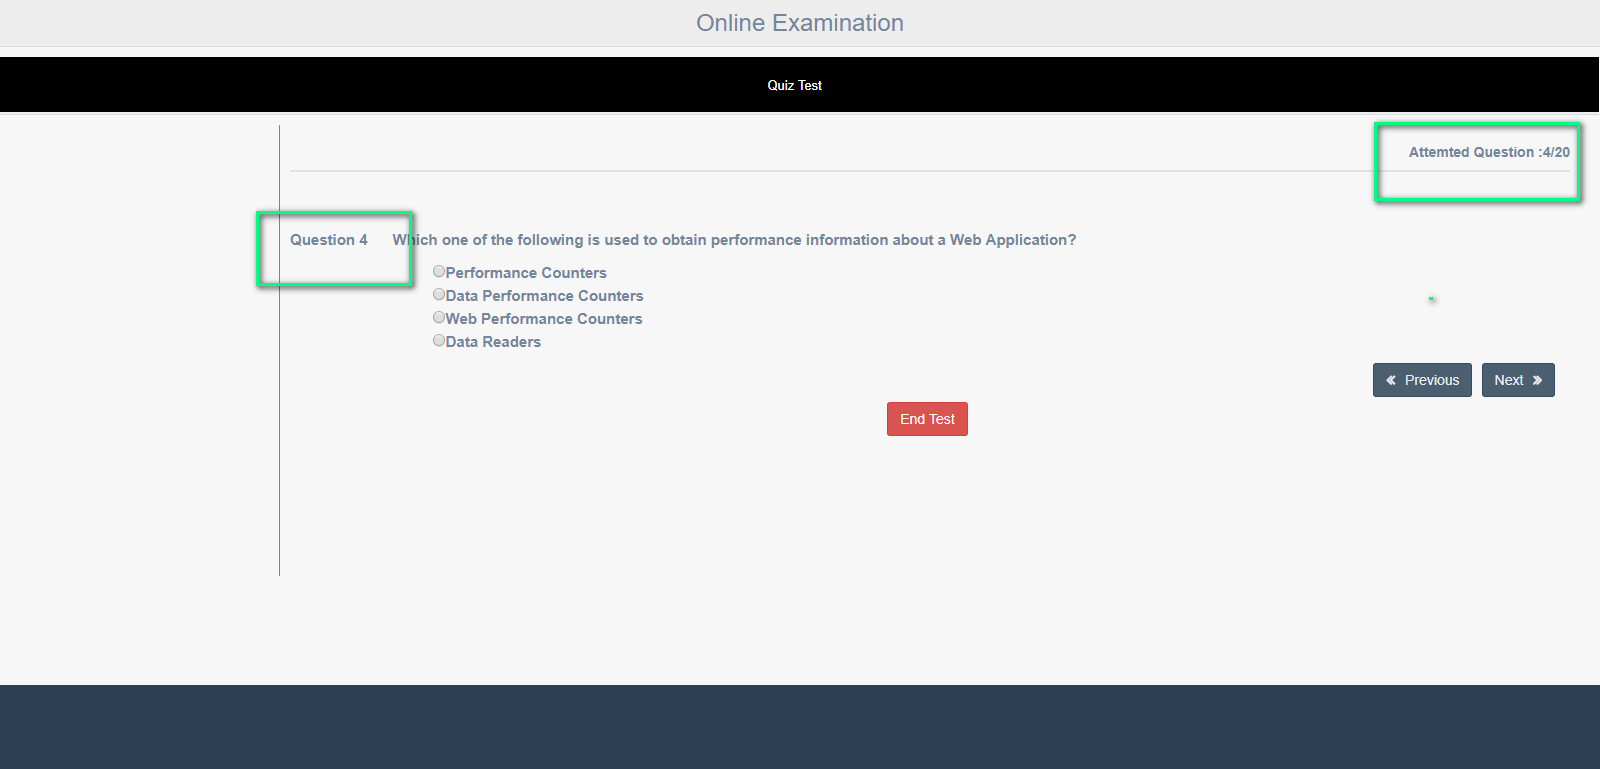 Online Examination
Quiz Test
Attemted Question :4/20
Question 4 Which one of the following is used to obtain performance information about a Web Application?
Performance Counters
Data Performance Counters
Web Performance Counters
Data Readers
Previous Next
End Test